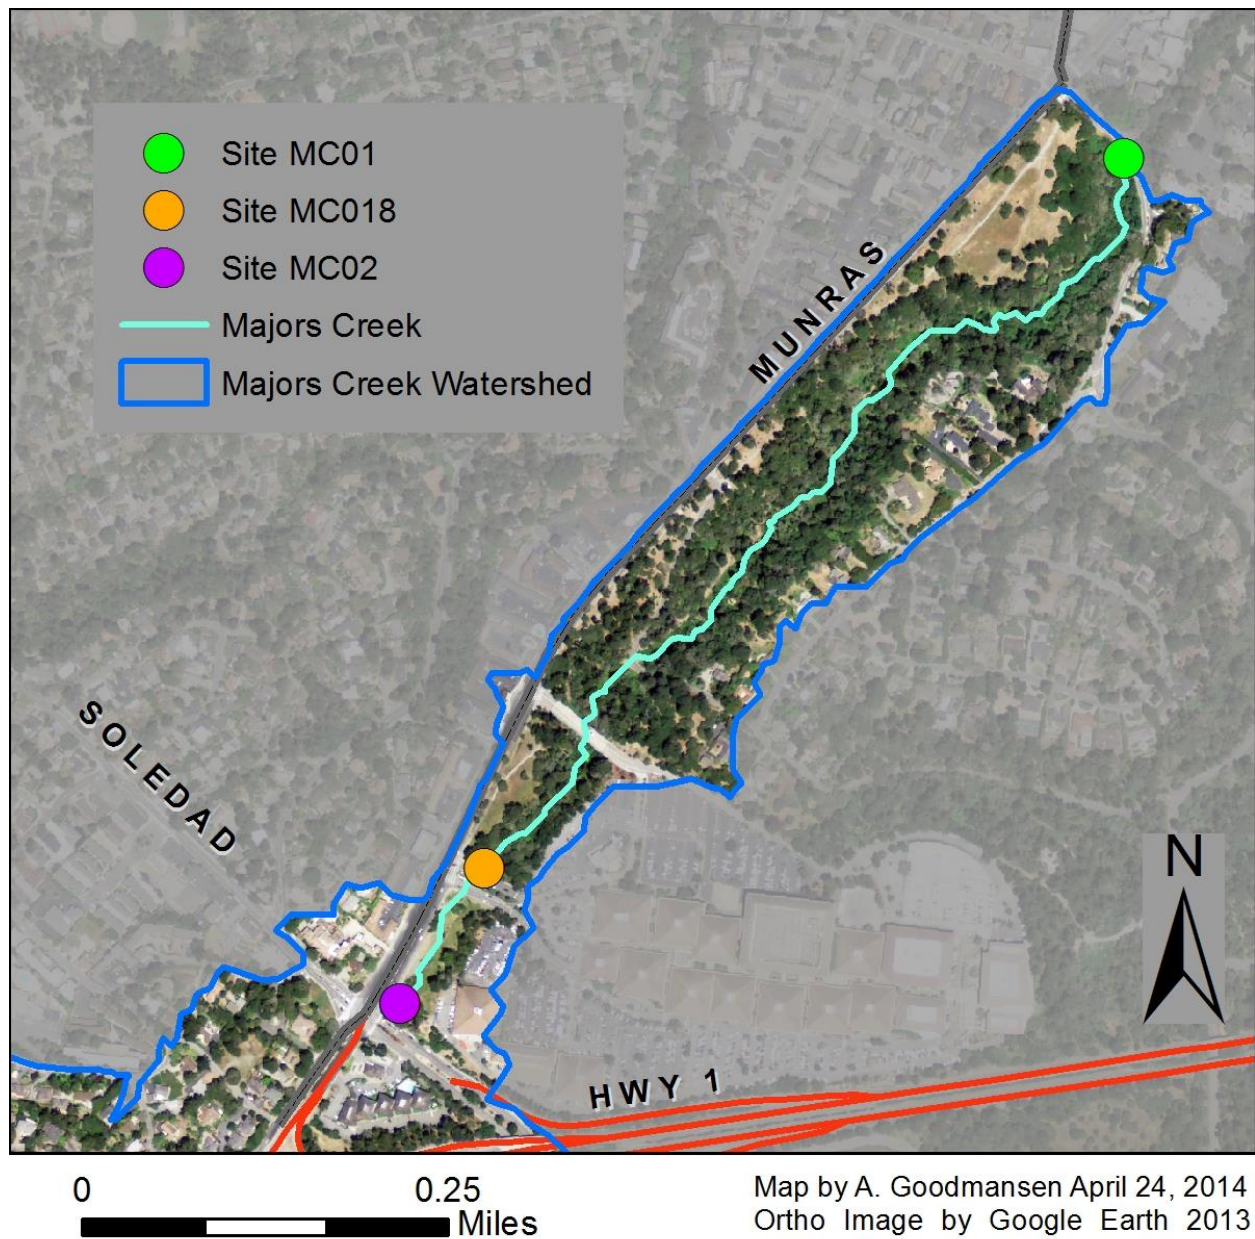 Site MC01
Site MC018
Site MC02
Majors Creek
Majors Creek Watershed
MUNRAS
SOLEDAD
N
HWY 1
0 0.25
Miles
Map by A. Goodmansen April 24, 2014
Ortho Image by Google Earth 2013